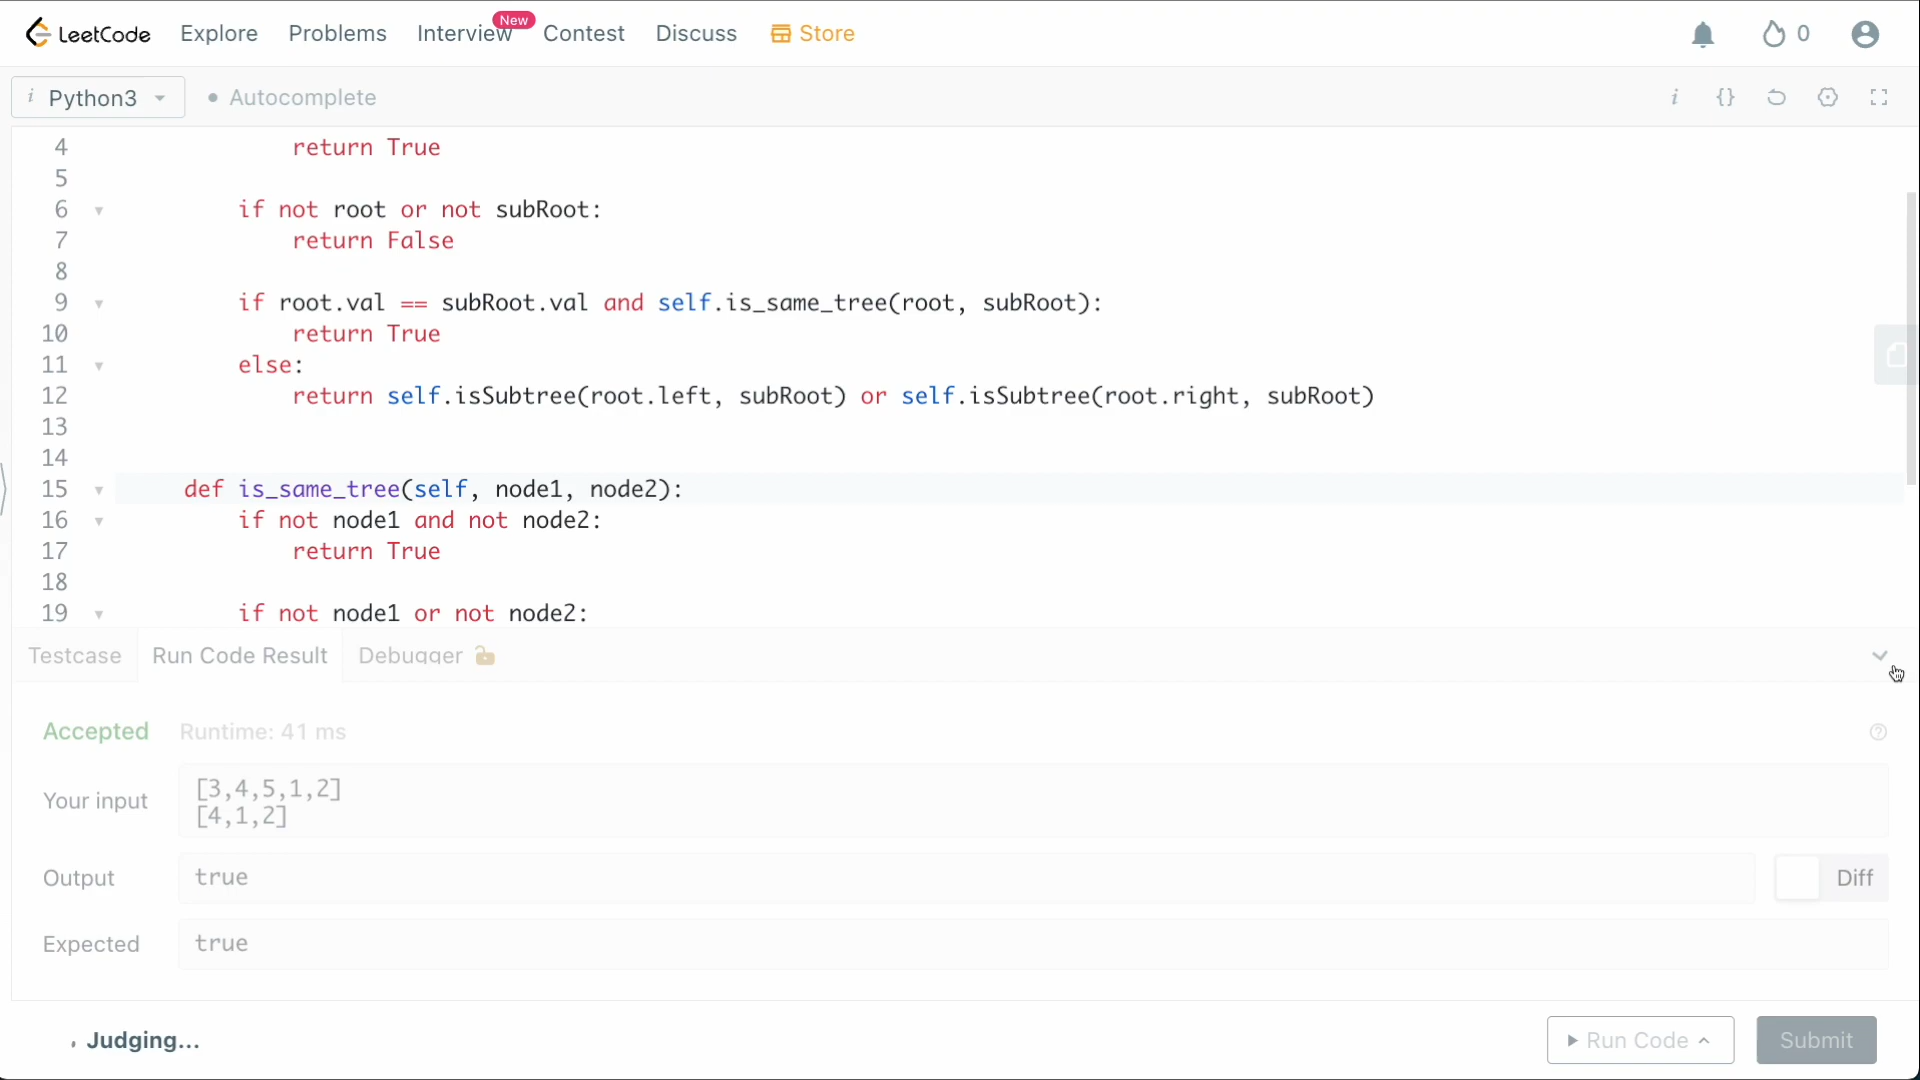 LeetCode Explore Problems Interview New Contest Discuss Store 0
i Python3 Autocomplete i {}
4 return True
5
6 if not root or not subRoot:
7 return False
8
9 if root.val == subRoot.val and self.is_same_tree(root, subRoot):
10 return True
11 else:
12 return self.isSubtree(root.left, subRoot) or self.isSubtree(root.right, subRoot)
13
14
15 def is_same_tree(self, node1, node2):
16 if not node1 and not node2:
17 return True
18
19 if not node1 or not node2:
Testcase Run Code Result Debugger
Accepted Runtime: 41 ms
Your input
[3,4,5,1,2]
[4,1,2]
Output true Diff
Expected true
Judging... Run Code Submit